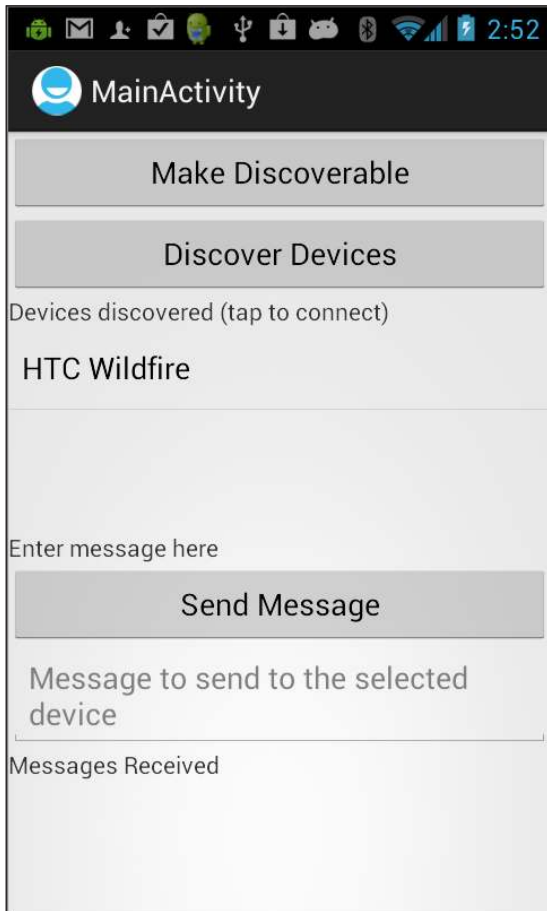 2:52
MainActivity
Make Discoverable
Discover Devices
Devices discovered (tap to connect)
HTC Wildfire
Enter message here
Send Message
Message to send to the selected
device
Messages Received